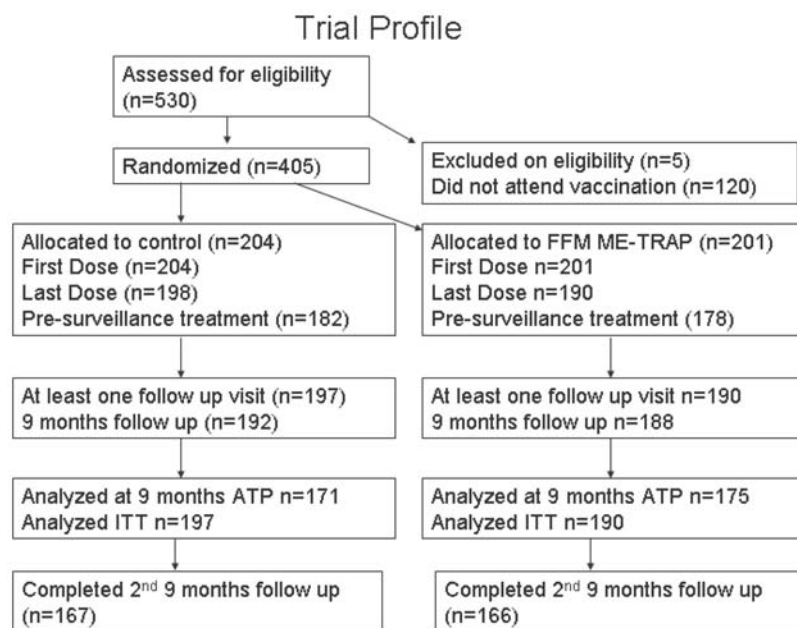 Trial Profile
Assessed for eligibility
(n=530)
Randomized (n=405)
Excluded on eligibility (n=5)
Did not attend vaccination (n=120)
Allocated to control (n=204)
First Dose (n=204)
Last Dose (n=198)
Pre-surveillance treatment (n=182)
Allocated to FFM ME-TRAP (n=201)
First Dose n=201
Last Dose n=190
Pre-surveillance treatment (178)
At least one follow up visit (n=197)
9 months follow up (n=192)
At least one follow up visit n=190
9 months follow up n=188
Analyzed at 9 months ATP n=171
Analyzed ITT n=197
Analyzed at 9 months ATP n=175
Analyzed ITT n=190
Completed 2nd 9 months follow up
(n=167)
Completed 2nd 9 months follow up
(n=166)